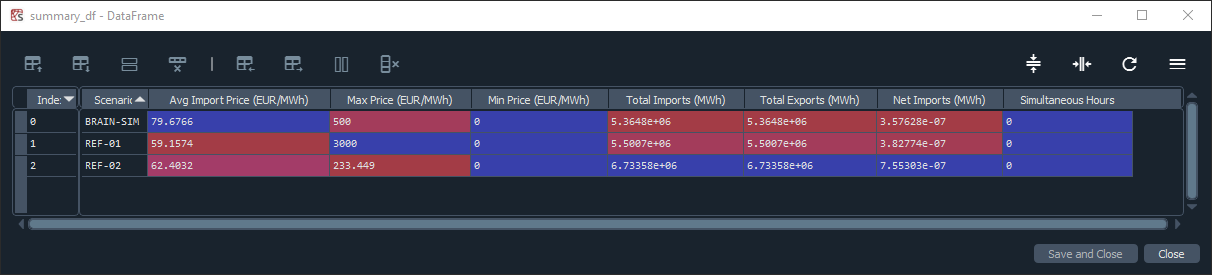 summary_df - DataFrame
Inde: Scenaric Avg Import Price (EUR/MWh) Max Price (EUR/MWh) Min Price (EUR/MWh) Total Imports (MWh) Total Exports (MWh) Net Imports (MWh) Simultaneous Hours
0 BRAIN-SIM 79.6766 500 0 5.3648e+06 5.3648e+06 3.57628e-07 0
1 REF-01 59.1574 3000 0 5.5007e+06 5.5007e+06 3.82774e-07 0
2 REF-02 62.4032 233.449 0 6.73358e+06 6.73358e+06 7.55303e-07 0
Save and Close Close